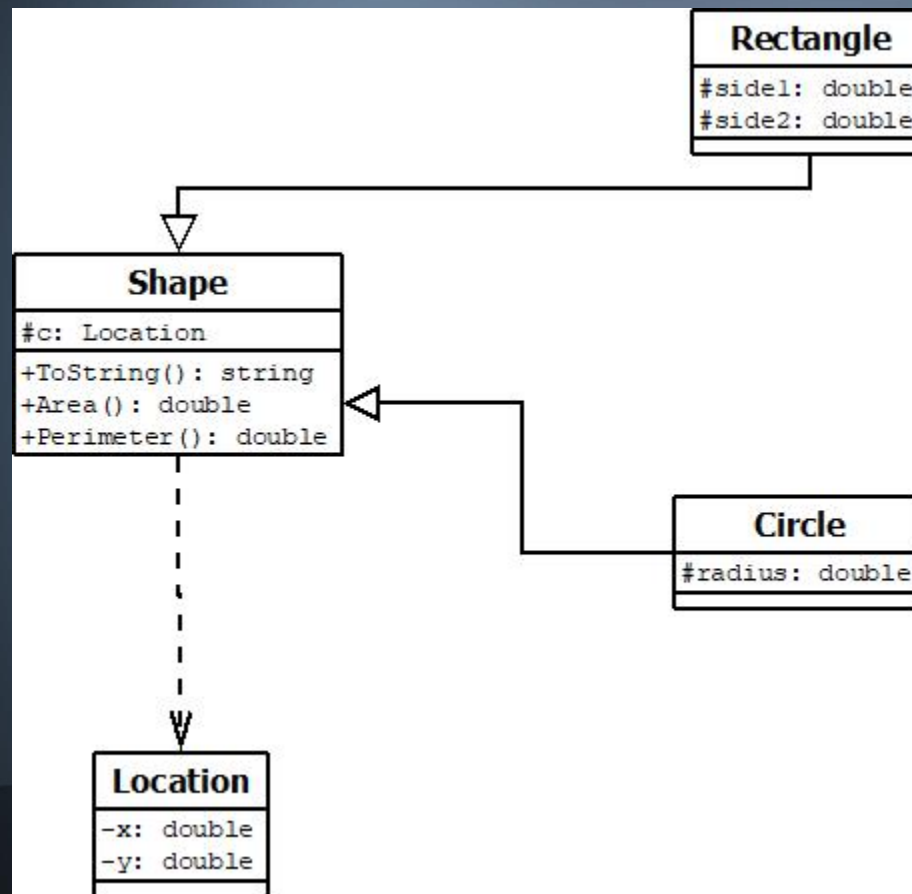 Rectangle
#side1: double
#side2: double
Shape
#c: Location
+ToString(): string
+Area(): double
+Perimeter(): double
Circle
#radius: double
Location
-x: double
-y: double